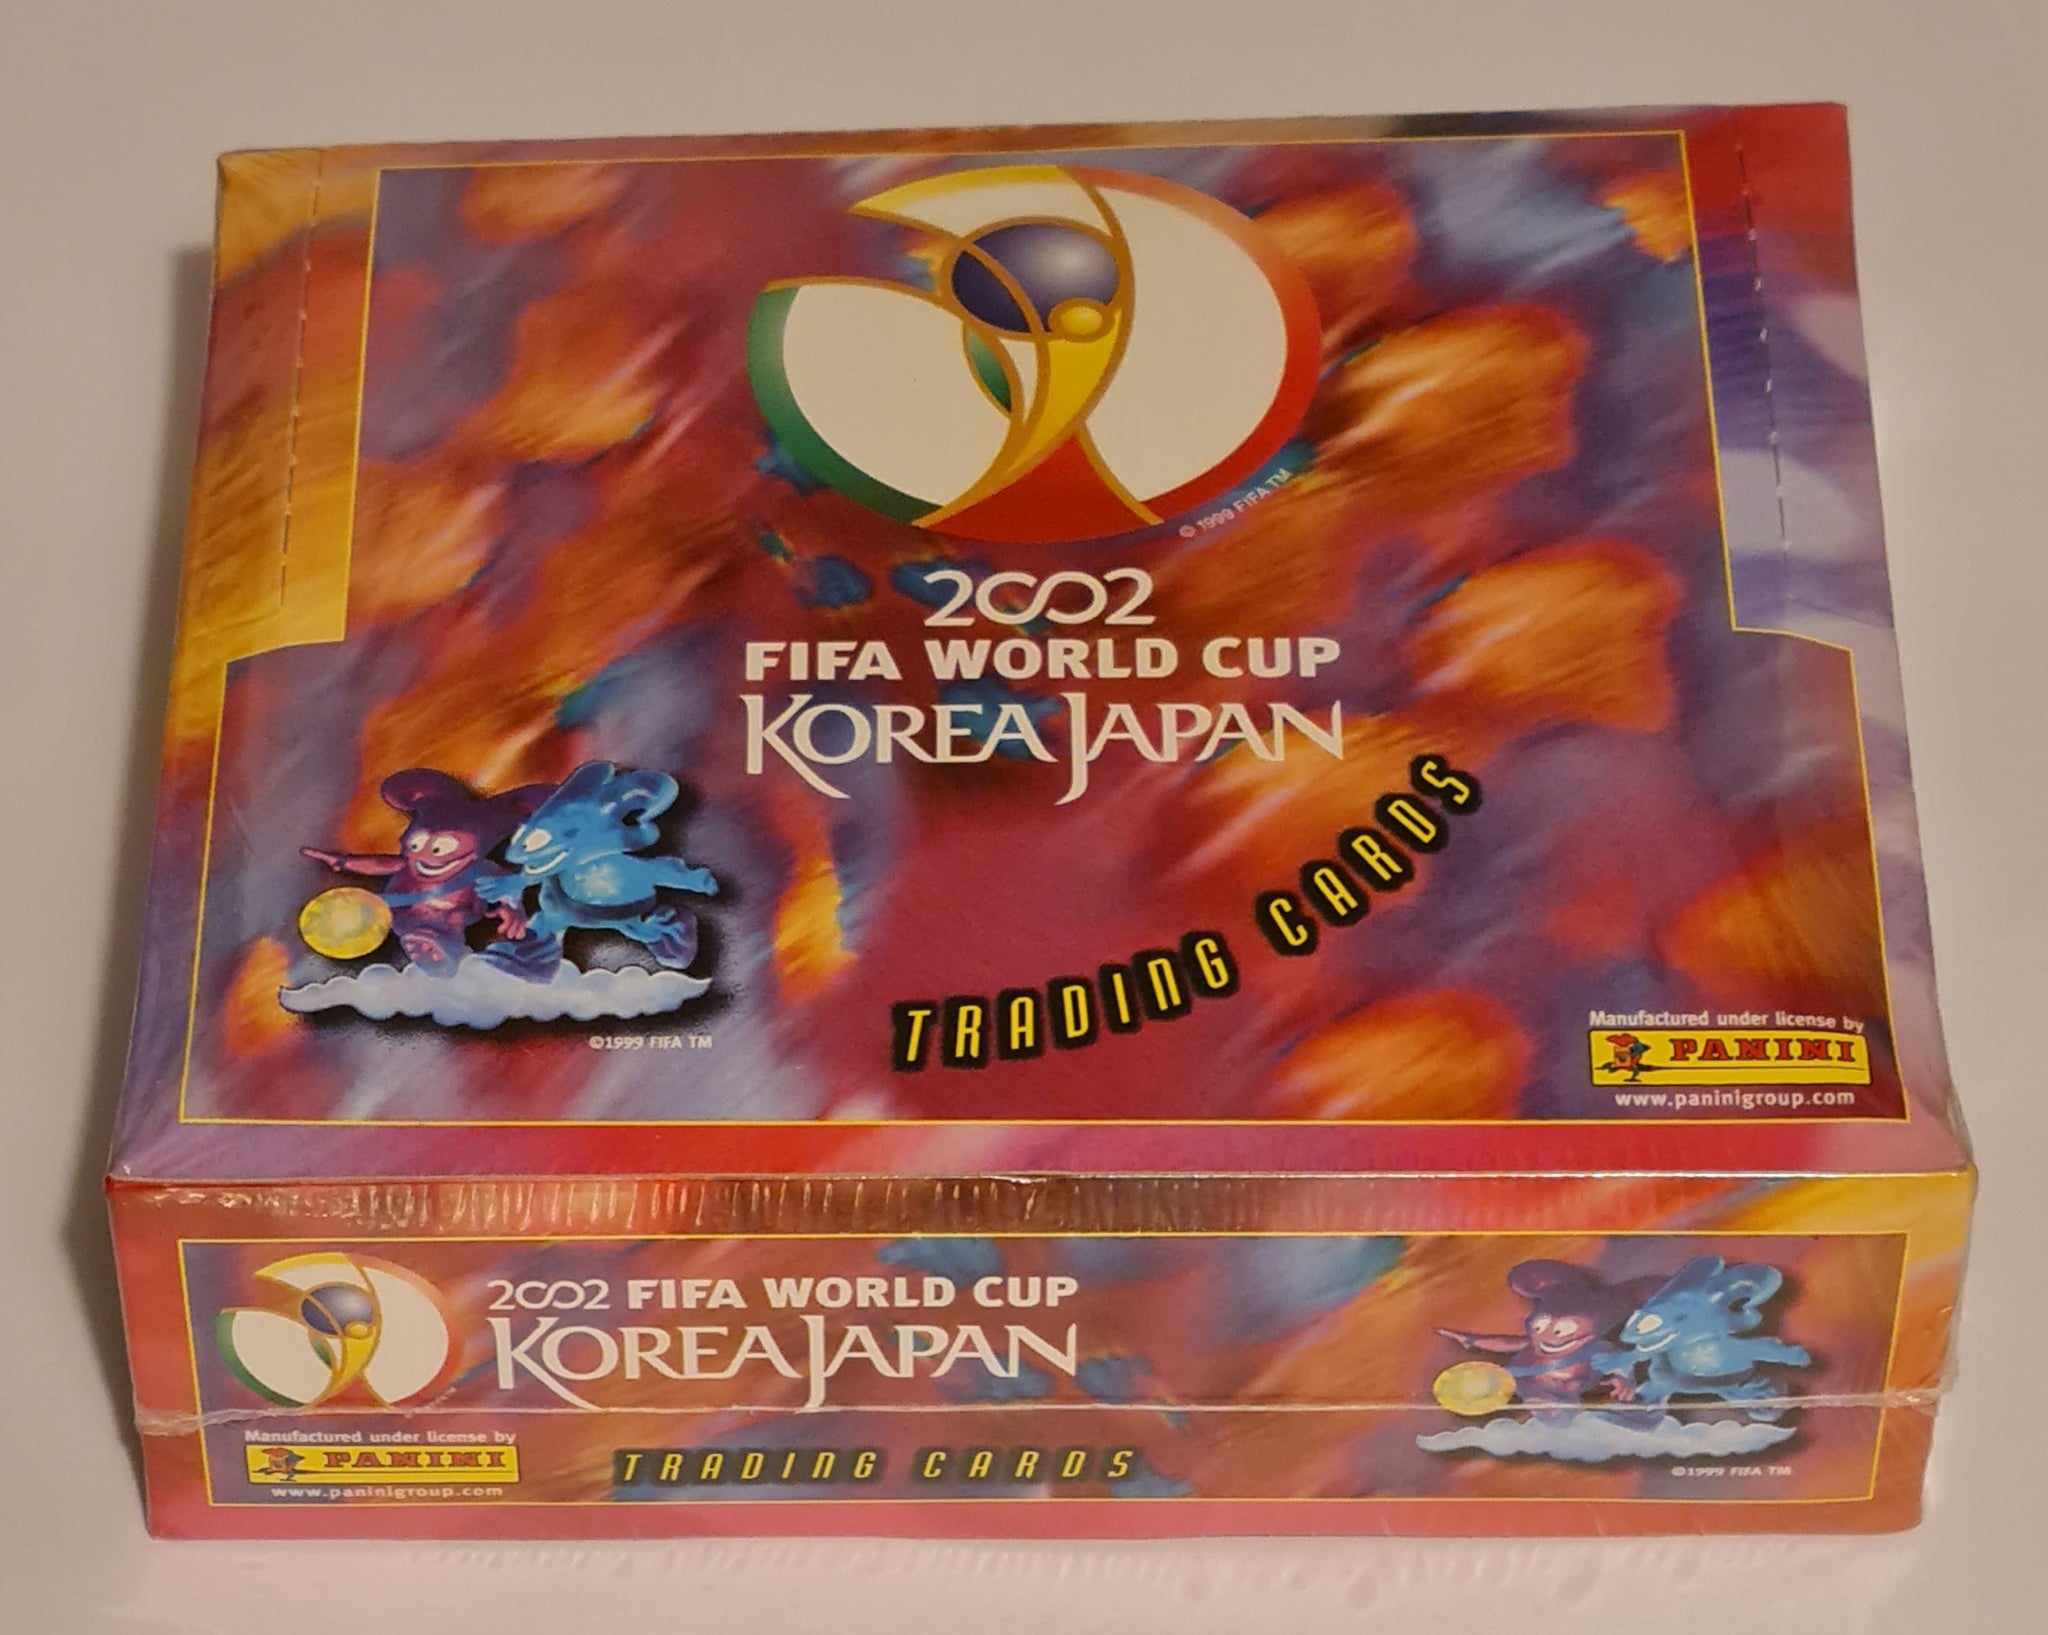 © 1999 FIFA TM
2002
FIFA WORLD CUP
KOREA JAPAN
TRADING CARDS
©1999 FIFA TM
Manufactured under license by
PANINI
www.paninigroup.com
2002 FIFA WORLD CUP
KOREA JAPAN
Manufactured under license by
PANINI
www.paninigroup.com
TRADING CARDS
©1999 FIFA TM